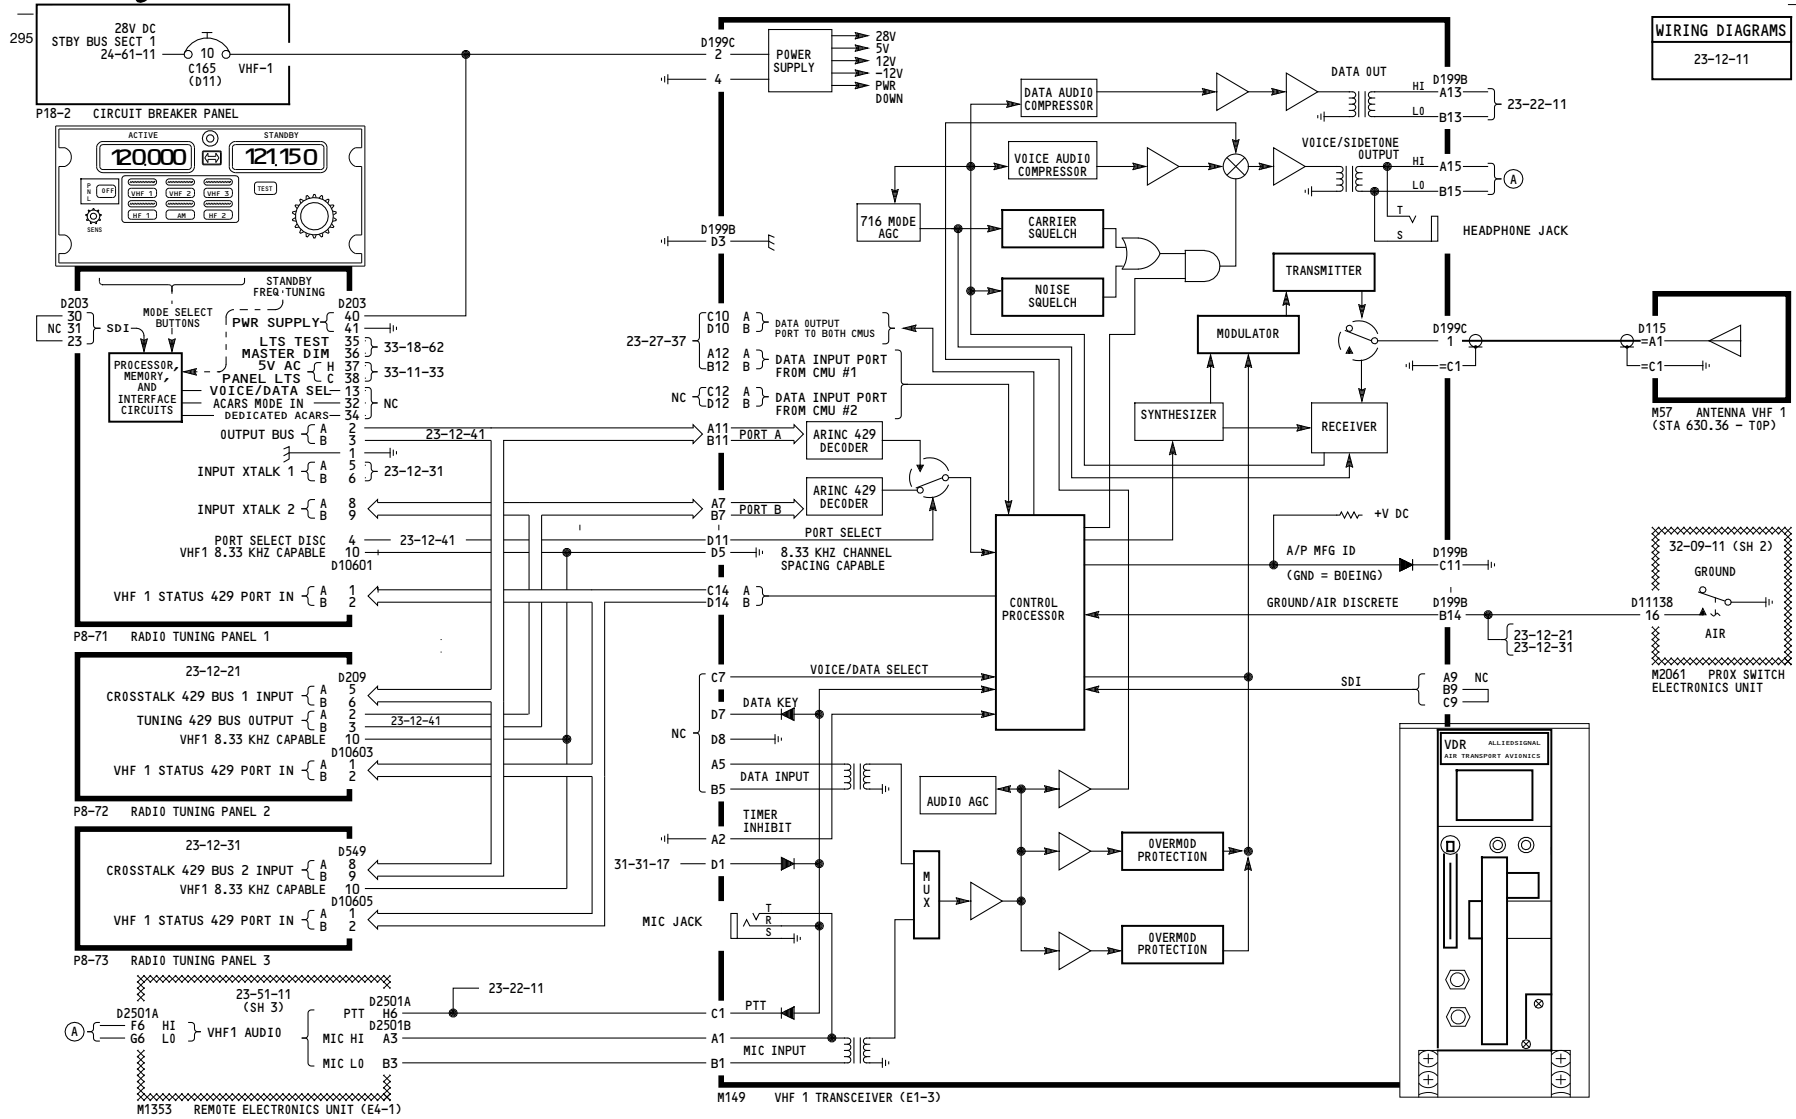 295
28V DC
STBY BUS SECT 1
24-61-11
10
C165
(D11)
VHF-1
P18-2 CIRCUIT BREAKER PANEL
ACTIVE STANDBY
120.000 121.150
PNL OFF
VHF 1 VHF 2 VHF 3
TEST
HF 1 AM HF 2
SENS
STANDBY
FREQ TUNING
MODE SELECT
BUTTONS
D203
30
NC 31
23
SDI
PROCESSOR,
MEMORY,
AND
INTERFACE
CIRCUITS
D203
PWR SUPPLY 40
41
LTS TEST 35
MASTER DIM 36
33-18-62
5V AC H 37
PANEL LTS C 38
33-11-33
VOICE/DATA SEL 13
ACARS MODE IN 32
DEDICATED ACARS 34
NC
OUTPUT BUS A 2
B 3
23-12-41
1
INPUT XTALK 1 A 5
B 6
23-12-31
INPUT XTALK 2 A 8
B 9
PORT SELECT DISC 4 23-12-41
VHF1 8.33 KHZ CAPABLE 10
D10601
VHF 1 STATUS 429 PORT IN A 1
B 2
P8-71 RADIO TUNING PANEL 1
23-12-21
D209
CROSSTALK 429 BUS 1 INPUT A 5
B 6
TUNING 429 BUS OUTPUT A 2
B 3
23-12-41
VHF1 8.33 KHZ CAPABLE 10
D10603
VHF 1 STATUS 429 PORT IN A 1
B 2
P8-72 RADIO TUNING PANEL 2
23-12-31
D549
CROSSTALK 429 BUS 2 INPUT A 8
B 9
VHF1 8.33 KHZ CAPABLE 10
D10605
VHF 1 STATUS 429 PORT IN A 1
B 2
P8-73 RADIO TUNING PANEL 3
23-51-11
(SH 3)
D2501A
A F6 HI
G6 LO
VHF1 AUDIO
D2501A
PTT H6
D2501B
MIC HI A3
MIC LO B3
23-22-11
M1353 REMOTE ELECTRONICS UNIT (E4-1)
D199C
2
4
POWER
SUPPLY
28V
5V
12V
-12V
PWR
DOWN
D199B
D3
23-27-37
C10 A
D10 B
DATA OUTPUT
PORT TO BOTH CMUS
A12 A
B12 B
DATA INPUT PORT
FROM CMU #1
NC C12 A
D12 B
DATA INPUT PORT
FROM CMU #2
A11
B11
PORT A
ARINC 429
DECODER
A7
B7
PORT B
ARINC 429
DECODER
D11 PORT SELECT
D5
8.33 KHZ CHANNEL
SPACING CAPABLE
C14 A
D14 B
C7 VOICE/DATA SELECT
D7 DATA KEY
NC
D8
A5
DATA INPUT
B5
TIMER
INHIBIT
A2
31-31-17 D1
MIC JACK
T
R
S
C1 PTT
A1
MIC INPUT
B1
M149 VHF 1 TRANSCEIVER (E1-3)
DATA AUDIO
COMPRESSOR
VOICE AUDIO
COMPRESSOR
716 MODE
AGC
CARRIER
SQUELCH
NOISE
SQUELCH
TRANSMITTER
MODULATOR
SYNTHESIZER
RECEIVER
CONTROL
PROCESSOR
AUDIO AGC
MUX
OVERMOD
PROTECTION
OVERMOD
PROTECTION
DATA OUT
D199B
HI A13
LO B13
23-22-11
VOICE/SIDETONE
OUTPUT
HI A15
LO B15
A
T
S
HEADPHONE JACK
D199C
1
=C1
D115
=A1
=C1
M57 ANTENNA VHF 1
(STA 630.36 - TOP)
+V DC
A/P MFG ID
(GND = BOEING)
D199B
C11
GROUND/AIR DISCRETE
D199B
B14
23-12-21
23-12-31
D11138
16
32-09-11 (SH 2)
GROUND
AIR
M2061 PROX SWITCH
ELECTRONICS UNIT
SDI
A9 NC
B9
C9
VDR ALLIEDSIGNAL
AIR TRANSPORT AVIONICS
WIRING DIAGRAMS
23-12-11